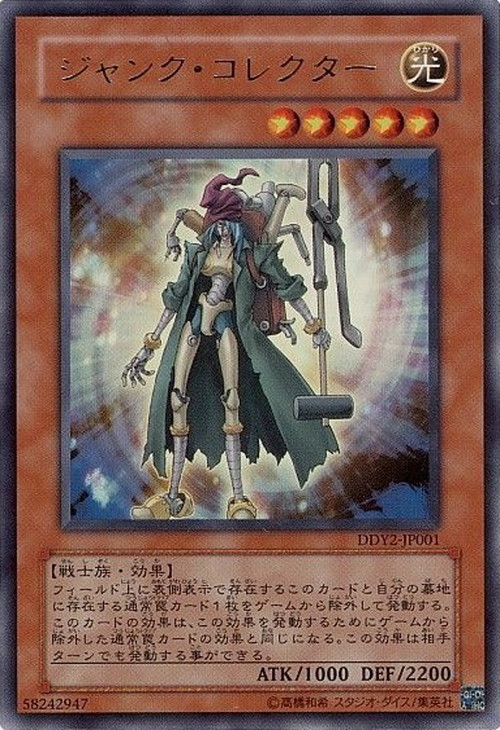 ジャンク・コレクター
光
DDY2-JP001
【戦士族・効果】
フィールド上に表側表示で存在するこのカードと自分の墓地
に存在する通常罠カード1枚をゲームから除外して発動する。
このカードの効果は、この効果を発動するためにゲームから
除外した通常罠カードの効果と同じになる。この効果は相手
ターンでも発動する事ができる。
ATK/1000 DEF/2200
58242947
©高橋和希 スタジオ・ダイス/集英社